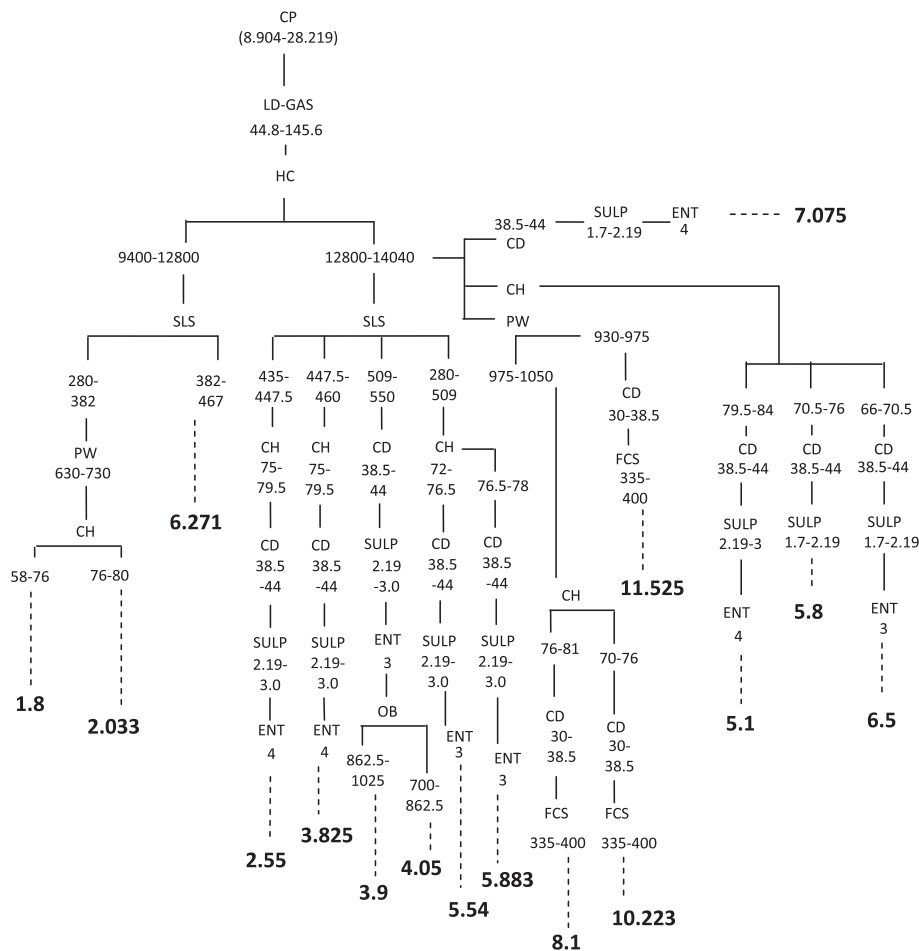 CP
(8.904-28.219)
LD-GAS
44.8-145.6
HC
9400-12800
12800-14040
38.5-44
CD
SULP
1.7-2.19
ENT
4
7.075
CH
PW
SLS
280-
382
382-
467
PW
630-730
CH
58-76
76-80
1.8
2.033
6.271
SLS
435-
447.5
CH
75-
79.5
CD
38.5
-44
SULP
2.19-
3.0
ENT
4
2.55
447.5-
460
CH
75-
79.5
CD
38.5
-44
SULP
2.19-
3.0
ENT
4
3.825
509-
550
CD
38.5-
44
SULP
2.19
-3.0
ENT
3
OB
862.5-
1025
3.9
700-
862.5
4.05
280-
509
CH
72-
76.5
CD
38.5
-44
SULP
2.19-
3.0
ENT
3
5.54
76.5-78
CD
38.5
-44
SULP
2.19-
3.0
ENT
3
5.883
975-1050
CH
76-81
CD
30-
38.5
FCS
335-400
8.1
70-76
CD
30-
38.5
FCS
335-400
10.223
930-975
CD
30-38.5
FCS
335-
400
11.525
79.5-84
CD
38.5-44
SULP
2.19-3
ENT
4
5.1
70.5-76
CD
38.5-44
SULP
1.7-2.19
5.8
66-70.5
CD
38.5-44
SULP
1.7-2.19
ENT
3
6.5